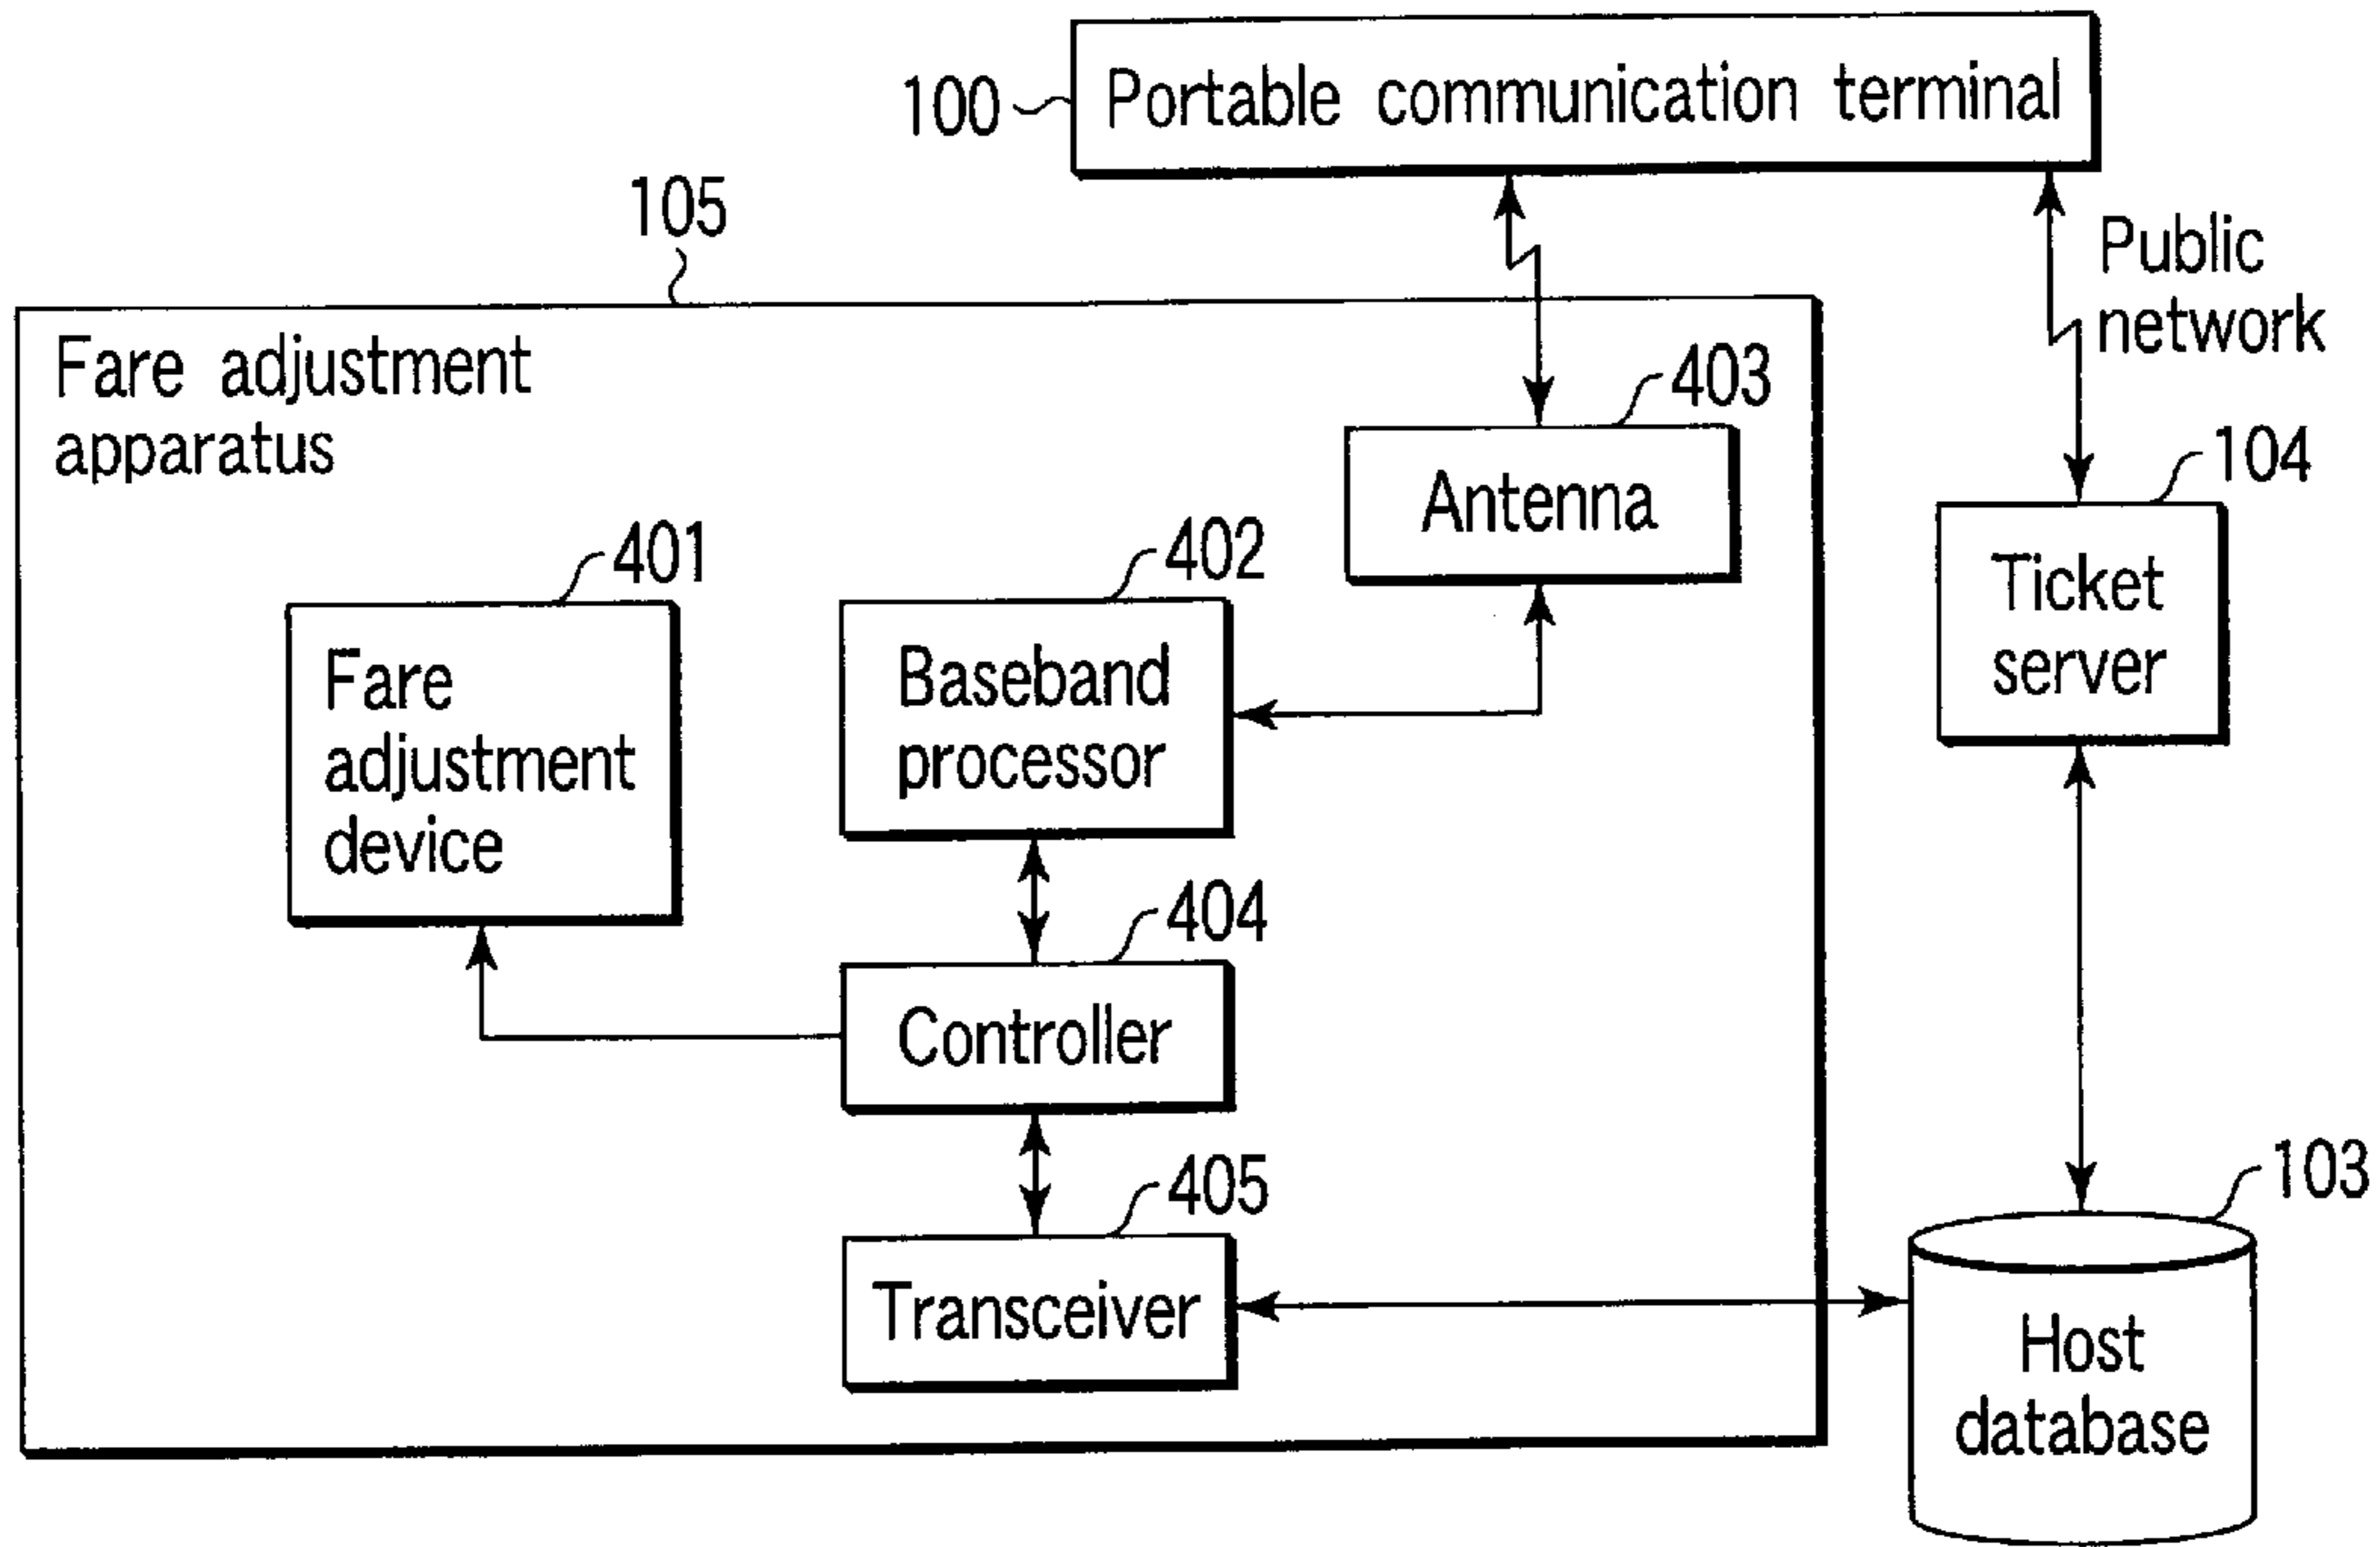 100
Portable communication terminal
105
Public
network
Fare adjustment
apparatus
403
Antenna
104
Ticket
server
401
Fare
adjustment
device
402
Baseband
processor
404
Controller
405
Transceiver
103
Host
database